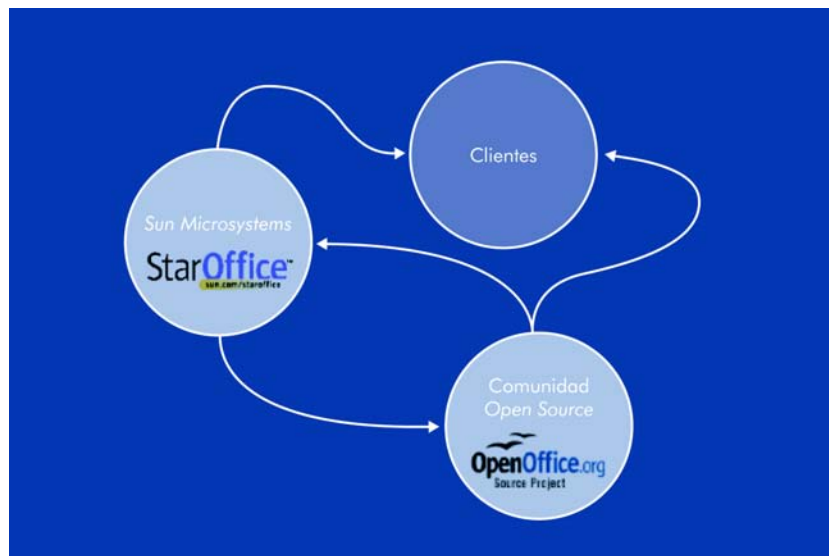 Clientes
Sun Microsystems
StarOffice™
sun.com/staroffice
Comunidad
Open Source
OpenOffice.org
Source Project